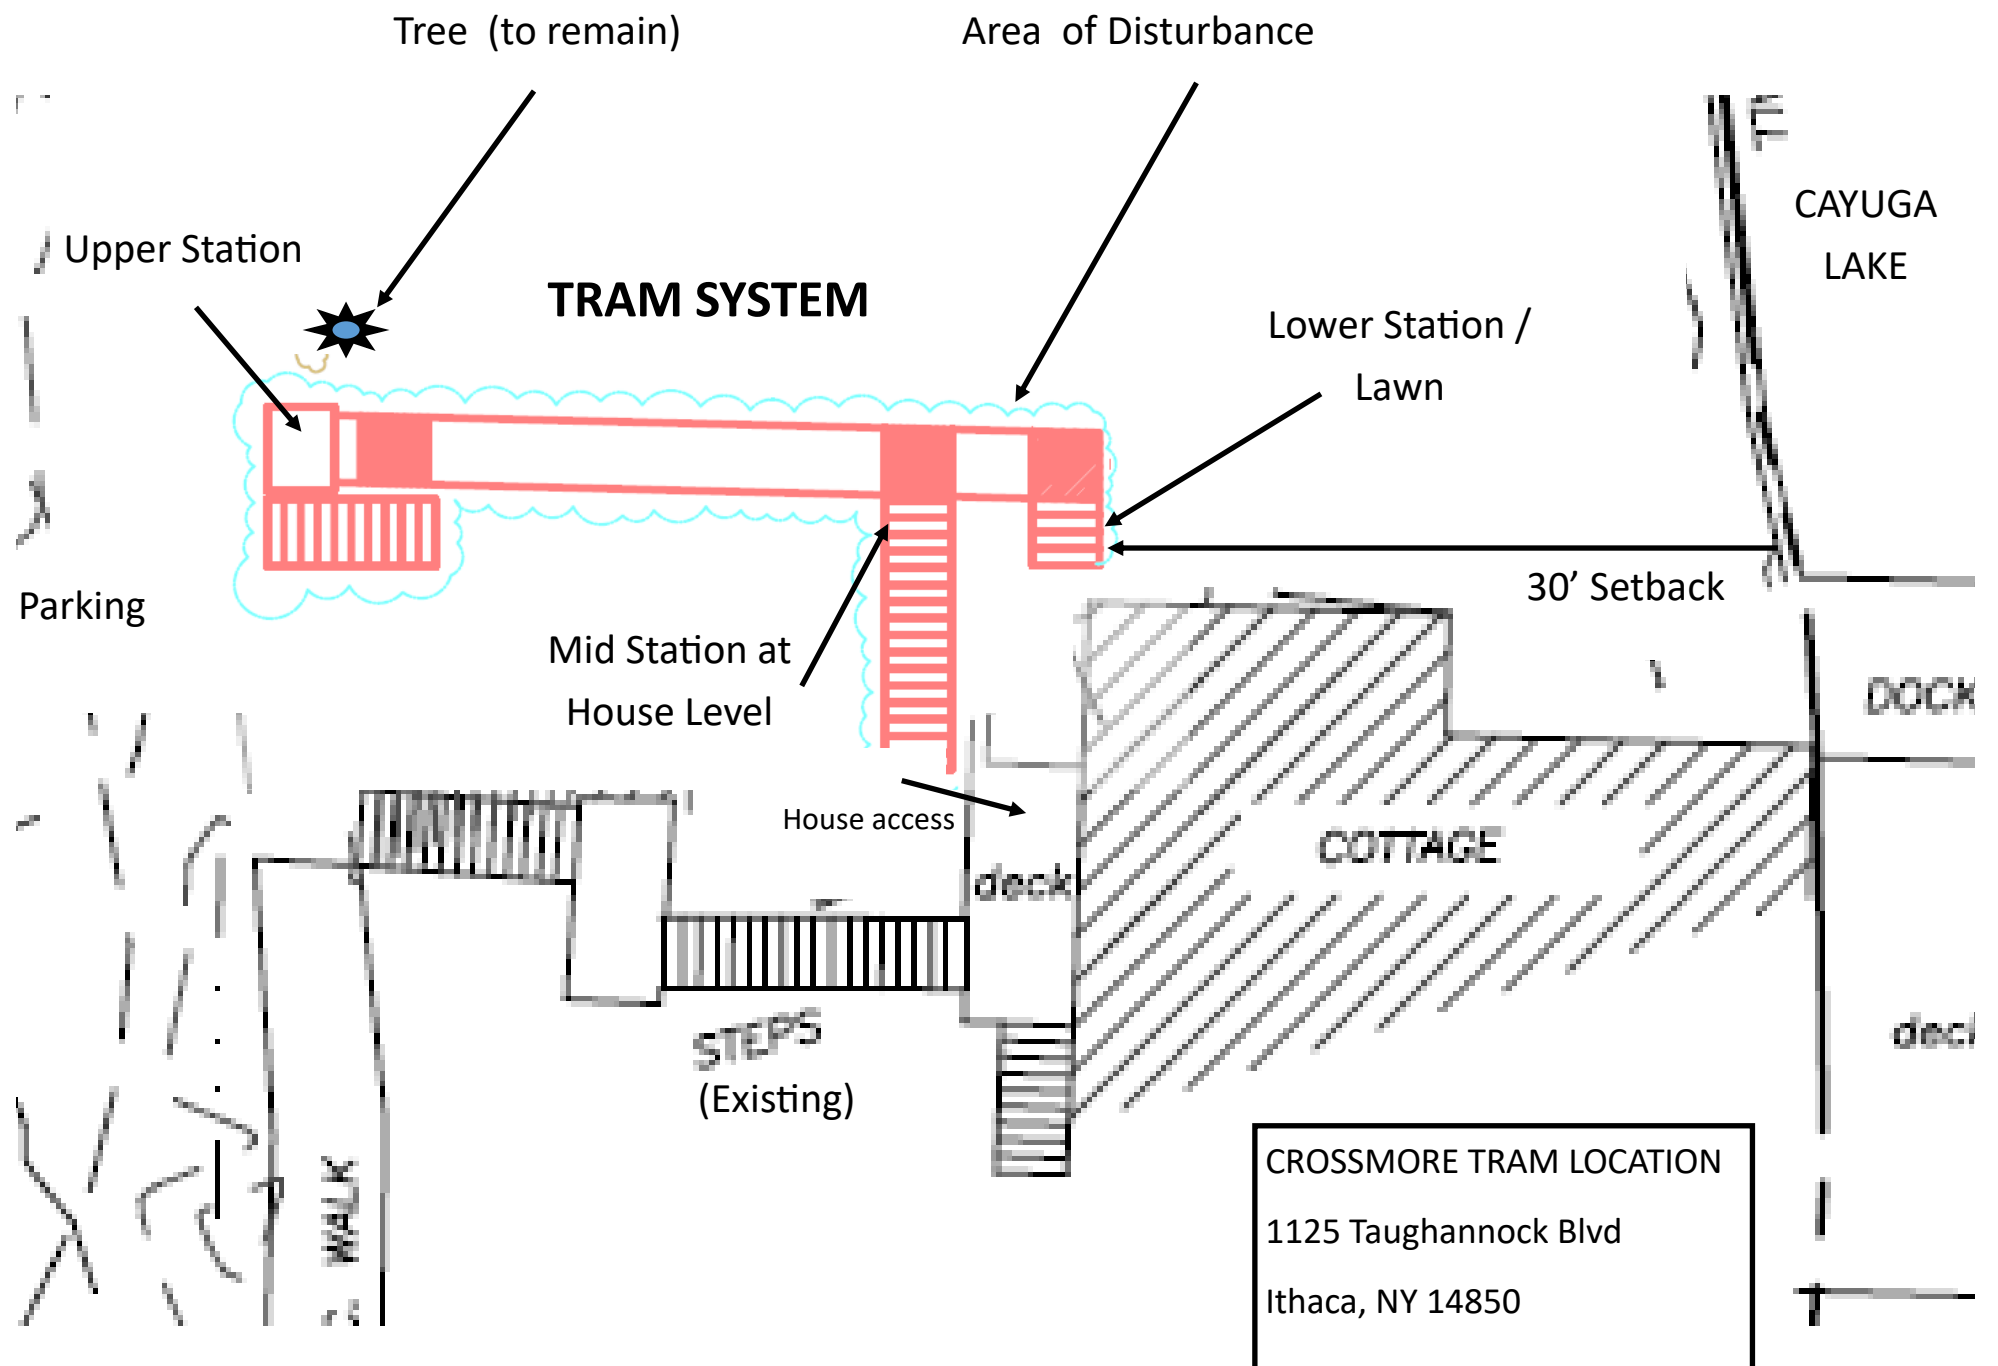 Tree (to remain)
Area of Disturbance
CAYUGA
LAKE
Upper Station
TRAM SYSTEM
Lower Station /
Lawn
30' Setback
Parking
Mid Station at
House Level
DOCK
House access
COTTAGE
deck
STEPS
(Existing)
WALK
CROSSMORE TRAM LOCATION
1125 Taughannock Blvd
Ithaca, NY 14850